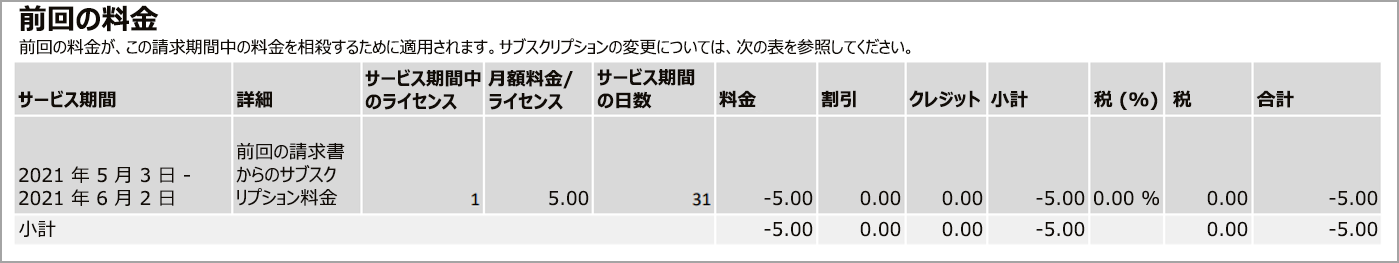 前回の料金
前回の料金が、この請求期間中の料金を相殺するために適用されます。サブスクリプションの変更については、次の表を参照してください。
サービス期間 詳細 サービス期間中のライセンス 月額料金/ライセンス サービス期間の日数 料金 割引 クレジット 小計 税 (%) 税 合計
2021 年 5 月 3 日 - 2021 年 6 月 2 日 前回の請求書からのサブスクリプション料金 1 5.00 31 -5.00 0.00 0.00 -5.00 0.00 % 0.00 -5.00
小計 -5.00 0.00 0.00 -5.00 0.00 -5.00